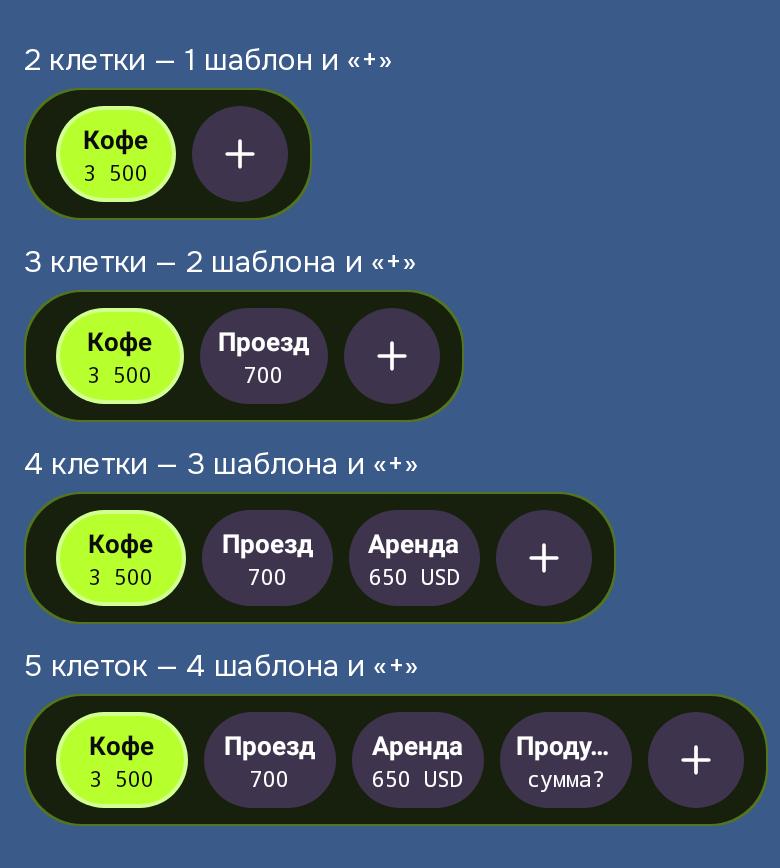 2 клетки — 1 шаблон и «+»
Кофе
3 500
+
3 клетки — 2 шаблона и «+»
Кофе
3 500
Проезд
700
+
4 клетки — 3 шаблона и «+»
Кофе
3 500
Проезд
700
Аренда
650 USD
+
5 клеток — 4 шаблона и «+»
Кофе
3 500
Проезд
700
Аренда
650 USD
Проду…
сумма?
+